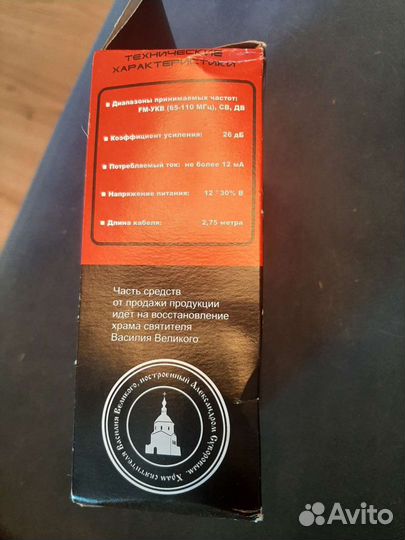 ТЕХНИЧЕСКИЕ
ХАРАКТЕРИСТИКИ
Диапазоны принимаемых частот:
FM-УКВ (65-110 МГц), СВ, ДВ
Коэффициент усиления: 26 дБ
Потребляемый ток: не более 12 мА
Напряжение питания: 12 ± 30% В
Длина кабеля: 2,75 метра
Часть средств
от продажи продукции
идёт на восстановление
храма святителя
Василия Великого
Храм святителя Василия Великого, построенный Александром Суворовым.
Avito